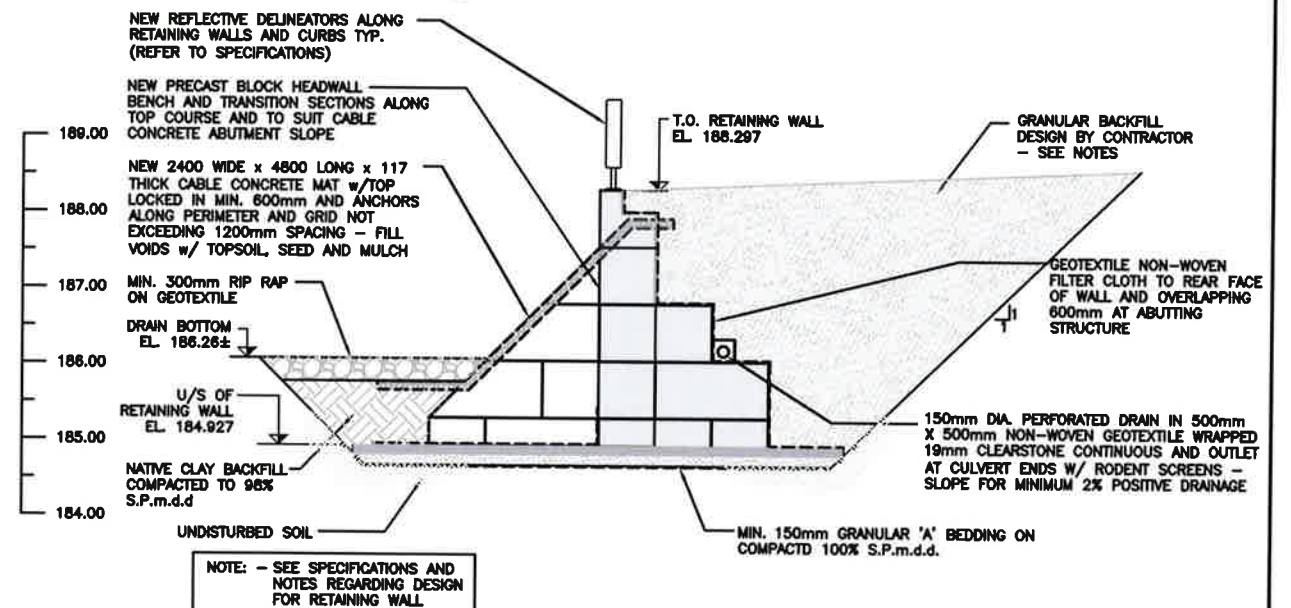 NEW REFLECTIVE DELINEATORS ALONG
RETAINING WALLS AND CURBS TYP.
(REFER TO SPECIFICATIONS)
NEW PRECAST BLOCK HEADWALL
BENCH AND TRANSITION SECTIONS ALONG
TOP COURSE AND TO SUIT CABLE
CONCRETE ABUTMENT SLOPE
NEW 2400 WIDE x 4800 LONG x 117
THICK CABLE CONCRETE MAT w/TOP
LOCKED IN MIN. 600mm AND ANCHORS
ALONG PERIMETER AND GRID NOT
EXCEEDING 1200mm SPACING – FILL
VOIDS w/ TOPSOIL, SEED AND MULCH
MIN. 300mm RIP RAP
ON GEOTEXTILE
DRAIN BOTTOM
EL. 186.26±
U/S OF
RETAINING WALL
EL. 184.927
NATIVE CLAY BACKFILL
COMPACTED TO 98%
S.P.m.d.d
UNDISTURBED SOIL
189.00
188.00
187.00
186.00
185.00
184.00
T.O. RETAINING WALL
EL. 188.297
GRANULAR BACKFILL
DESIGN BY CONTRACTOR
– SEE NOTES
GEOTEXTILE NON–WOVEN
FILTER CLOTH TO REAR FACE
OF WALL AND OVERLAPPING
600mm AT ABUTTING
STRUCTURE
1
1
150mm DIA. PERFORATED DRAIN IN 500mm
X 500mm NON–WOVEN GEOTEXTILE WRAPPED
19mm CLEARSTONE CONTINUOUS AND OUTLET
AT CULVERT ENDS W/ RODENT SCREENS –
SLOPE FOR MINIMUM 2% POSITIVE DRAINAGE
MIN. 150mm GRANULAR 'A' BEDDING ON
COMPACTD 100% S.P.m.d.d.
NOTE: – SEE SPECIFICATIONS AND
NOTES REGARDING DESIGN
FOR RETAINING WALL